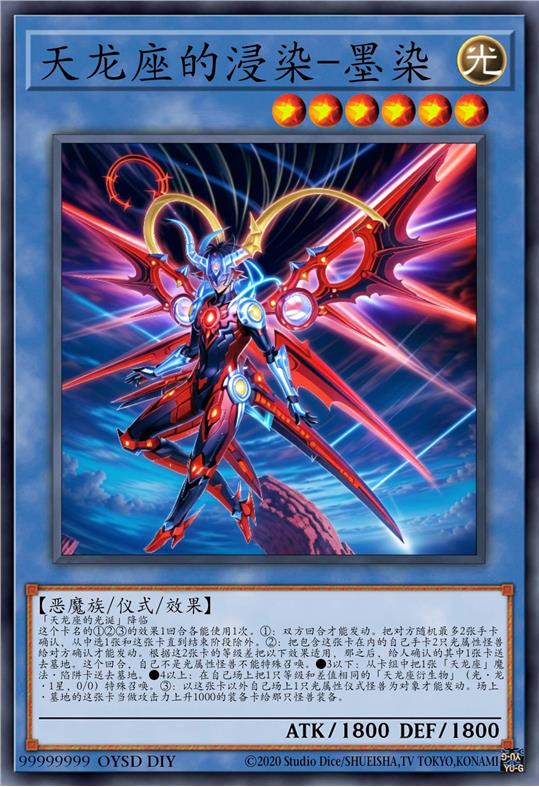 天龙座的浸染-墨染
光
【恶魔族/仪式/效果】
「天龙座的光诞」降临
这个卡名的①②③的效果1回合各能使用1次。①：双方回合才能发动。把对方随机最多2张手卡
确认，从中选1张和这张卡直到结束阶段除外。②：把包含这张卡在内的自己手卡2只光属性怪兽
给对方确认才能发动。根据这2张卡的等级差把以下效果适用，那之后，给人确认的其中1张卡送
去墓地。这个回合，自己不是光属性怪兽不能特殊召唤。●3以下：从卡组中把1张「天龙座」魔
法·陷阱卡送去墓地。●4以上：在自己场上把1只等级和差值相同的「天龙座衍生物」（光·龙
·1星，0/0）特殊召唤。③：以这张卡以外自己场上1只光属性仪式怪兽为对象才能发动。场上·
墓地的这张卡当做攻击力上升1000的装备卡给那只怪兽装备。
ATK/1800 DEF/1800
99999999 OYSD DIY
©2020 Studio Dice/SHUEISHA,TV TOKYO,KONAMI
YU-G